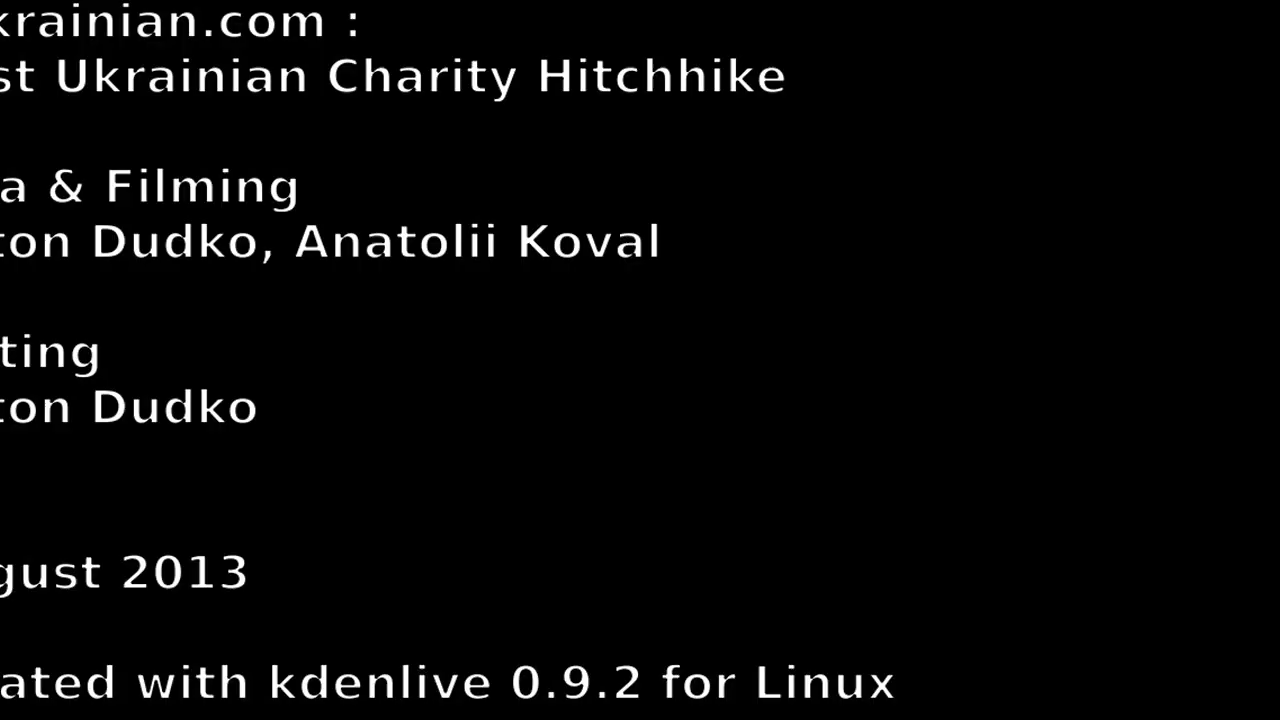 krainian.com :
st Ukrainian Charity Hitchhike
a & Filming
ton Dudko, Anatolii Koval
ting
ton Dudko
gust 2013
ated with kdenlive 0.9.2 for Linux